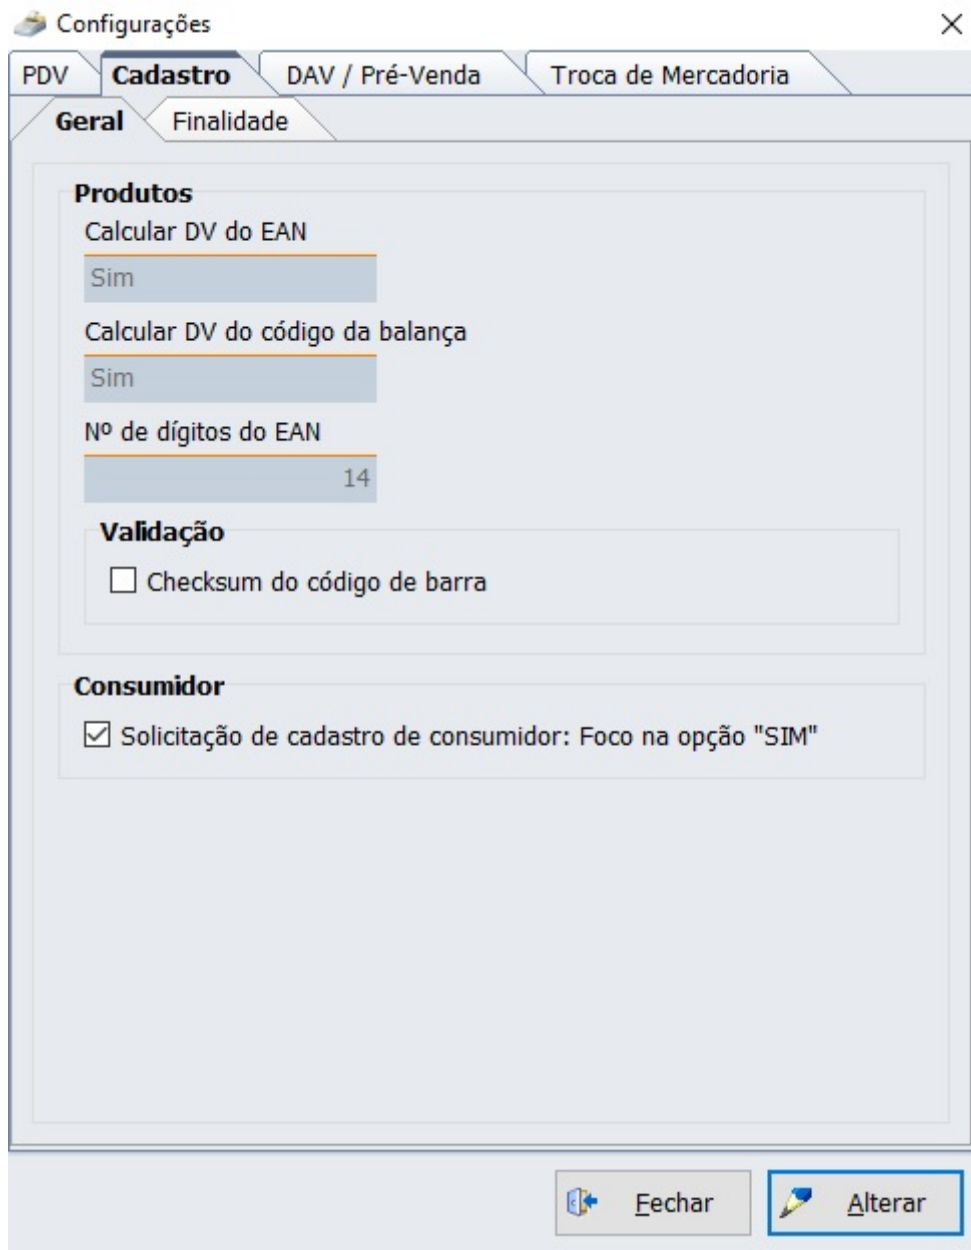 Configurações
PDV Cadastro DAV / Pré-Venda Troca de Mercadoria
Geral Finalidade
Produtos
Calcular DV do EAN
Sim
Calcular DV do código da balança
Sim
Nº de dígitos do EAN
14
Validação
Checksum do código de barra
Consumidor
Solicitação de cadastro de consumidor: Foco na opção "SIM"
Fechar Alterar